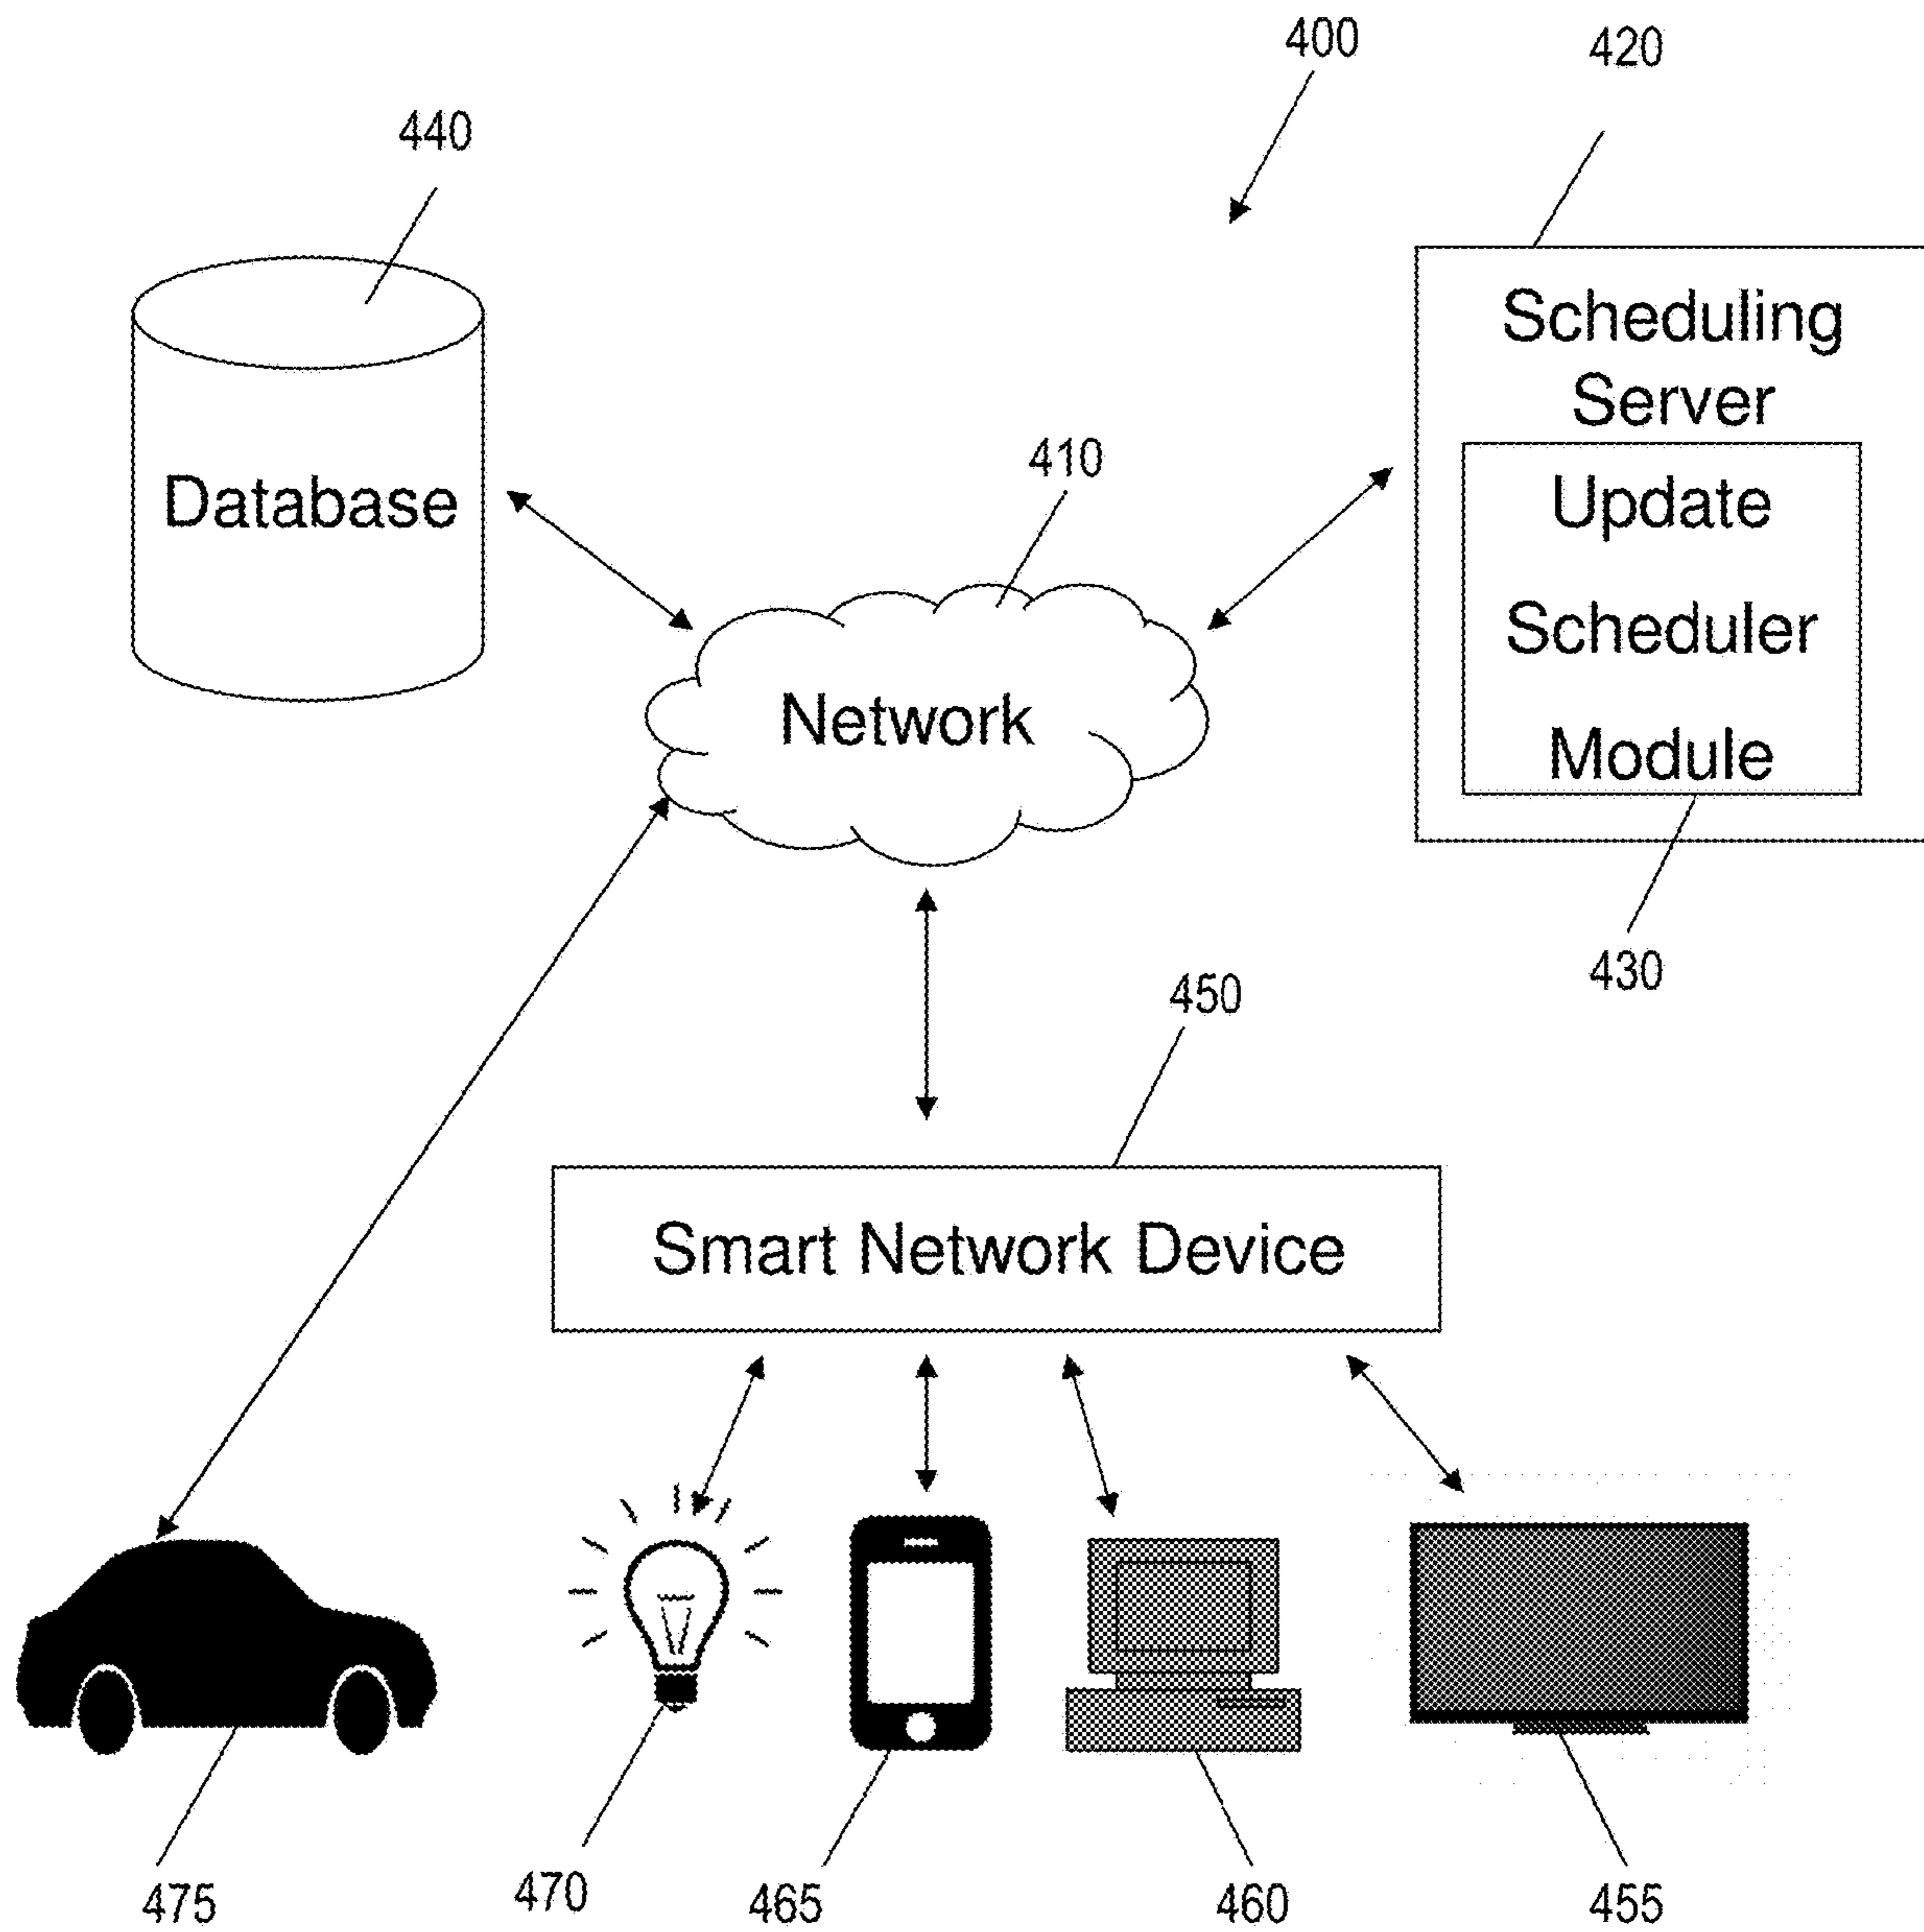 400
420
440
Scheduling
Server
410
Update
Database
Scheduler
Network
Module
430
450
Smart Network Device
475
470
465
460
455